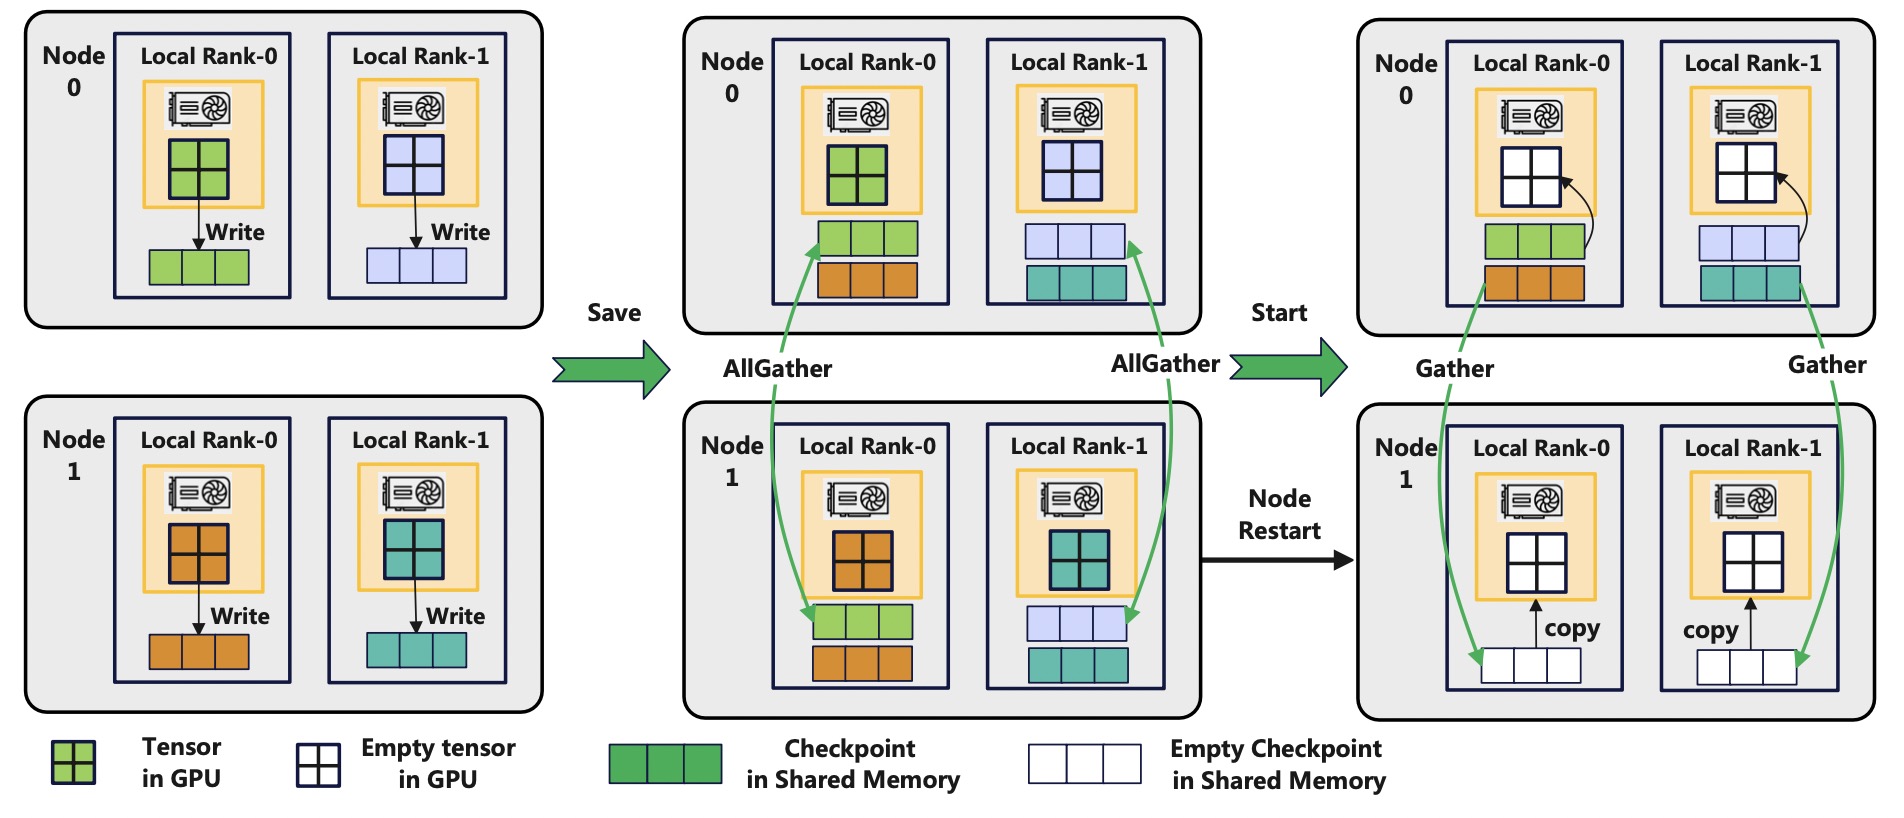 Node
0
Local Rank-0
Local Rank-1
Write
Write
Node
1
Local Rank-0
Local Rank-1
Write
Write
Save
Node
0
Local Rank-0
Local Rank-1
AllGather
AllGather
Node
1
Local Rank-0
Local Rank-1
Start
Node
Restart
Node
0
Local Rank-0
Local Rank-1
Gather
Gather
Node
1
Local Rank-0
Local Rank-1
copy
copy
Tensor
in GPU
Empty tensor
in GPU
Checkpoint
in Shared Memory
Empty Checkpoint
in Shared Memory